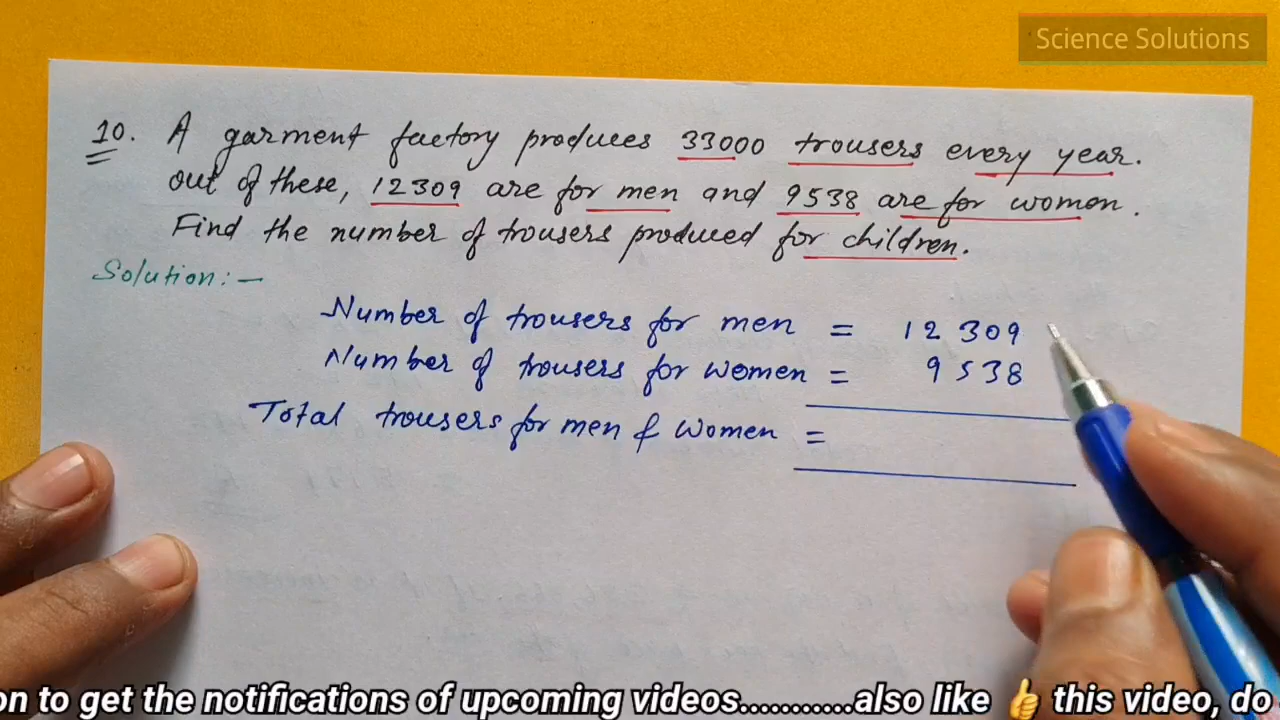 Science Solutions
10. A garment factory produces 33000 trousers every year.
out of these, 12309 are for men and 9538 are for women.
Find the number of trousers produced for children.
Solution:-
Number of trousers for men = 12309
Number of trousers for women = 9538
Total trousers for men & women =
on to get the notifications of upcoming videos...........also like 👍 this video, do